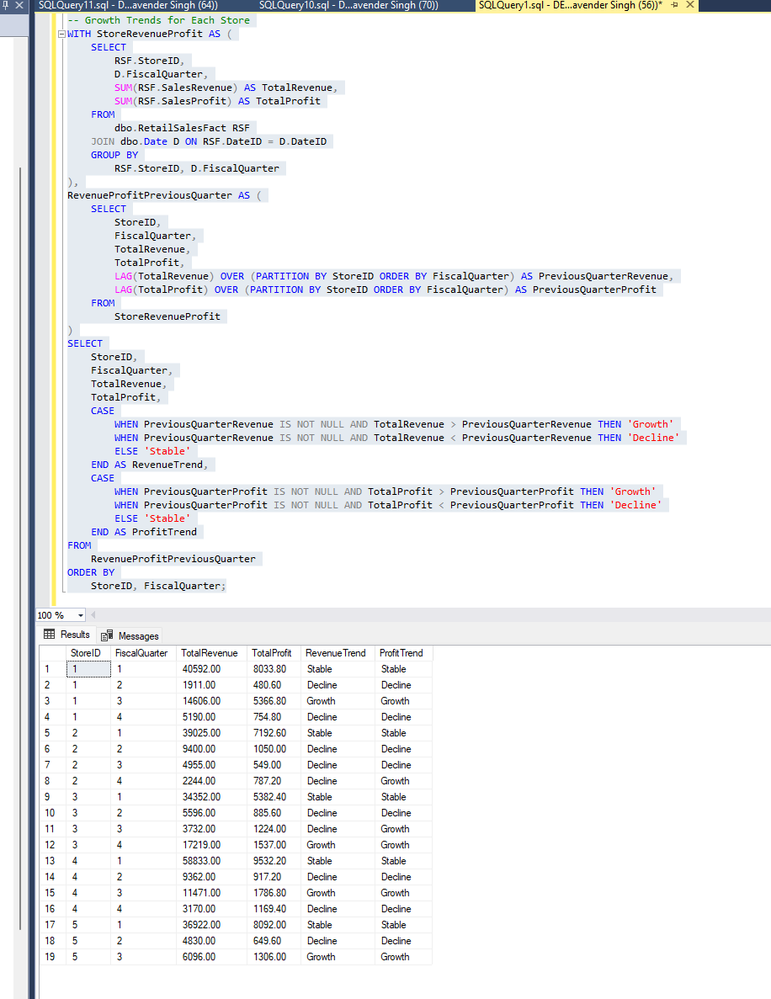 SQLQuery11.sql - D...avender Singh (64)) SQLQuery10.sql - D...avender Singh (70)) SQLQuery1.sql - DE...avender Singh (56))*
-- Growth Trends for Each Store
WITH StoreRevenueProfit AS (
SELECT
RSF.StoreID,
D.FiscalQuarter,
SUM(RSF.SalesRevenue) AS TotalRevenue,
SUM(RSF.SalesProfit) AS TotalProfit
FROM
dbo.RetailSalesFact RSF
JOIN dbo.Date D ON RSF.DateID = D.DateID
GROUP BY
RSF.StoreID, D.FiscalQuarter
),
RevenueProfitPreviousQuarter AS (
SELECT
StoreID,
FiscalQuarter,
TotalRevenue,
TotalProfit,
LAG(TotalRevenue) OVER (PARTITION BY StoreID ORDER BY FiscalQuarter) AS PreviousQuarterRevenue,
LAG(TotalProfit) OVER (PARTITION BY StoreID ORDER BY FiscalQuarter) AS PreviousQuarterProfit
FROM
StoreRevenueProfit
)
SELECT
StoreID,
FiscalQuarter,
TotalRevenue,
TotalProfit,
CASE
WHEN PreviousQuarterRevenue IS NOT NULL AND TotalRevenue > PreviousQuarterRevenue THEN 'Growth'
WHEN PreviousQuarterRevenue IS NOT NULL AND TotalRevenue < PreviousQuarterRevenue THEN 'Decline'
ELSE 'Stable'
END AS RevenueTrend,
CASE
WHEN PreviousQuarterProfit IS NOT NULL AND TotalProfit > PreviousQuarterProfit THEN 'Growth'
WHEN PreviousQuarterProfit IS NOT NULL AND TotalProfit < PreviousQuarterProfit THEN 'Decline'
ELSE 'Stable'
END AS ProfitTrend
FROM
RevenueProfitPreviousQuarter
ORDER BY
StoreID, FiscalQuarter;
100 %
Results Messages
StoreID FiscalQuarter TotalRevenue TotalProfit RevenueTrend ProfitTrend
1 1 1 40592.00 8033.80 Stable Stable
2 1 2 1911.00 480.60 Decline Decline
3 1 3 14606.00 5366.80 Growth Growth
4 1 4 5190.00 754.80 Decline Decline
5 2 1 39025.00 7192.60 Stable Stable
6 2 2 9400.00 1050.00 Decline Decline
7 2 3 4955.00 549.00 Decline Decline
8 2 4 2244.00 787.20 Decline Growth
9 3 1 34352.00 5382.40 Stable Stable
10 3 2 5596.00 885.60 Decline Decline
11 3 3 3732.00 1224.00 Decline Growth
12 3 4 17219.00 1537.00 Growth Growth
13 4 1 58833.00 9532.20 Stable Stable
14 4 2 9362.00 917.20 Decline Decline
15 4 3 11471.00 1786.80 Growth Growth
16 4 4 3170.00 1169.40 Decline Decline
17 5 1 36922.00 8092.00 Stable Stable
18 5 2 4830.00 649.60 Decline Decline
19 5 3 6096.00 1306.00 Growth Growth